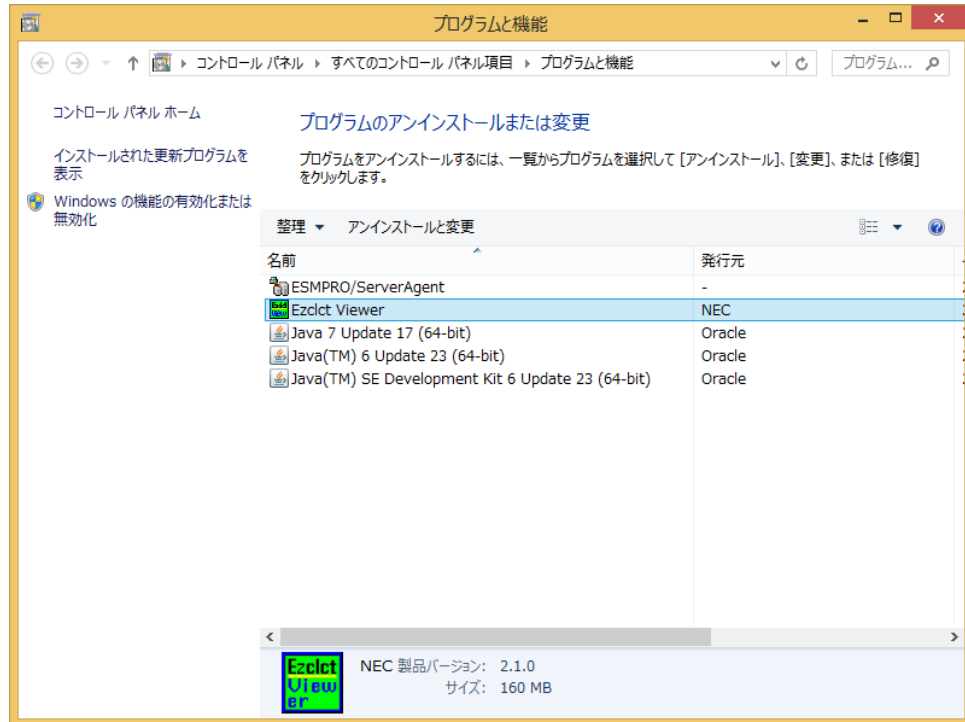 プログラムと機能
コントロール パネル すべてのコントロール パネル項目 プログラムと機能
プログラム...
コントロール パネル ホーム
インストールされた更新プログラムを
表示
Windows の機能の有効化または
無効化
プログラムのアンインストールまたは変更
プログラムをアンインストールするには、一覧からプログラムを選択して [アンインストール]、[変更]、または [修復]
をクリックします。
整理 アンインストールと変更
名前 発行元
ESMPRO/ServerAgent -
Ezclct Viewer NEC
Java 7 Update 17 (64-bit) Oracle
Java(TM) 6 Update 23 (64-bit) Oracle
Java(TM) SE Development Kit 6 Update 23 (64-bit) Oracle
Ezclct
Viewer
NEC 製品バージョン: 2.1.0
サイズ: 160 MB